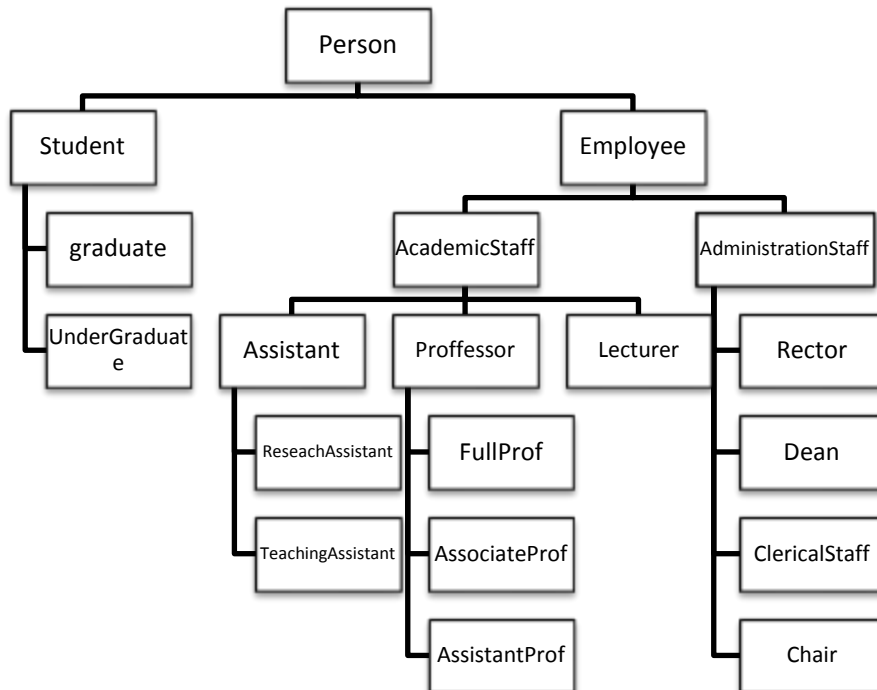 Person
Student
Employee
graduate
UnderGraduat
e
AcademicStaff
AdministrationStaff
Assistant
Proffessor
Lecturer
Rector
ReseachAssistant
FullProf
Dean
TeachingAssistant
AssociateProf
ClericalStaff
AssistantProf
Chair